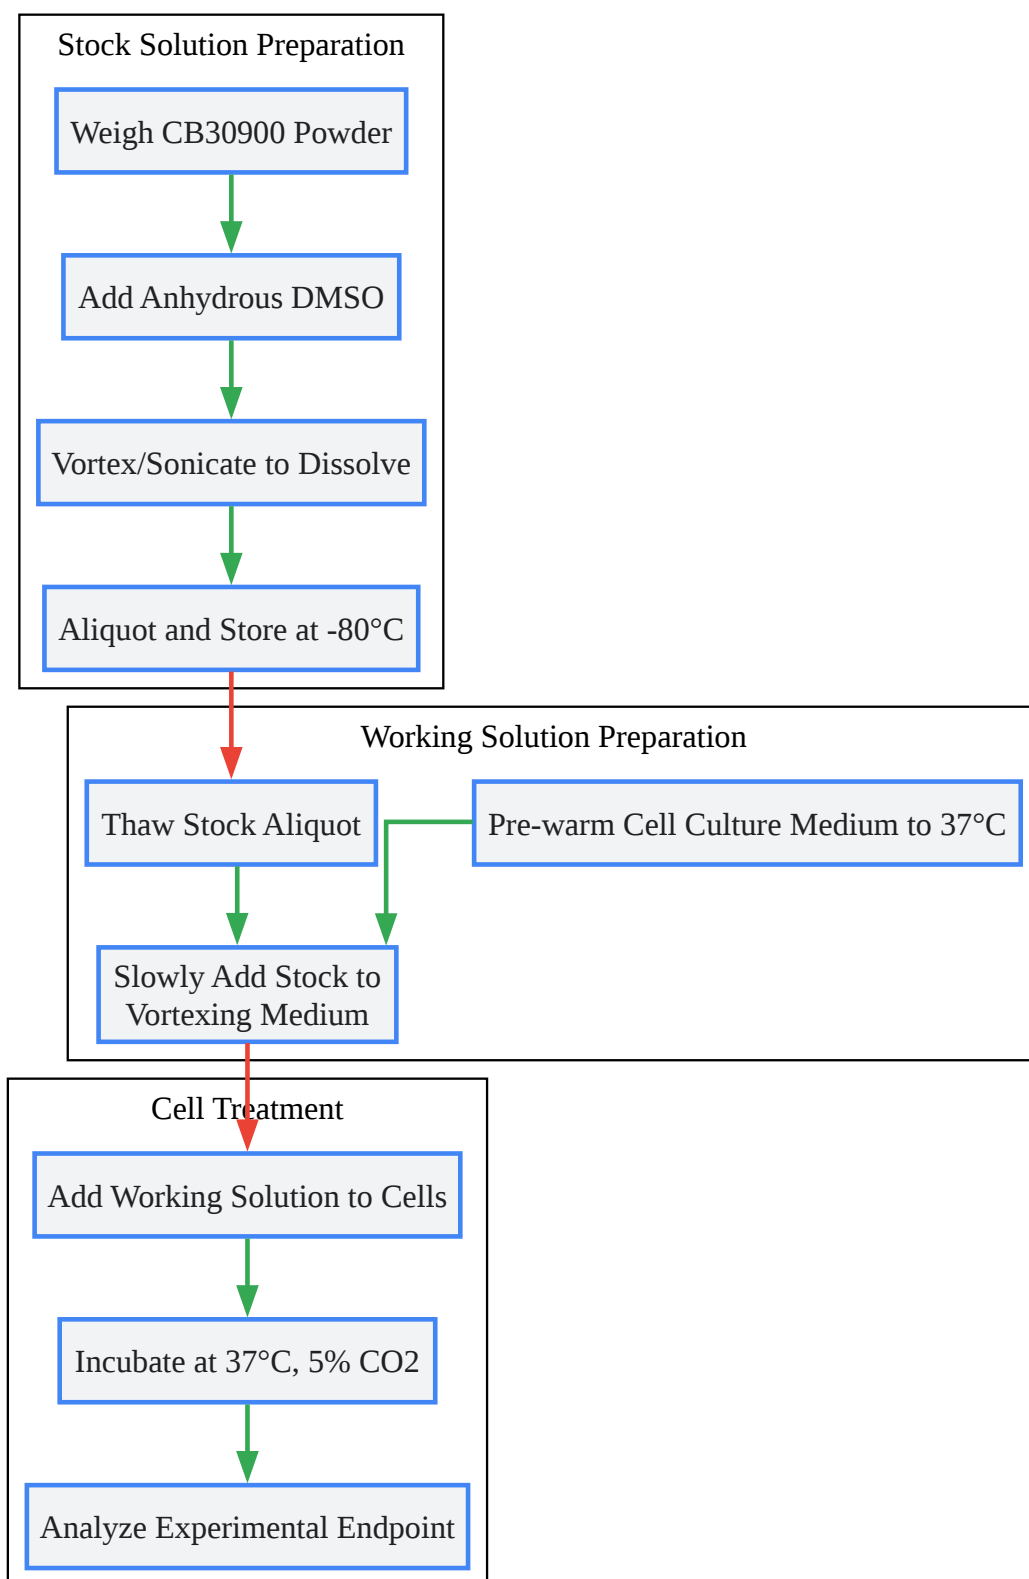 Stock Solution Preparation
Weigh CB30900 Powder
Add Anhydrous DMSO
Vortex/Sonicate to Dissolve
Aliquot and Store at -80°C
Working Solution Preparation
Thaw Stock Aliquot
Pre-warm Cell Culture Medium to 37°C
Slowly Add Stock to
Vortexing Medium
Cell Treatment
Add Working Solution to Cells
Incubate at 37°C, 5% CO2
Analyze Experimental Endpoint